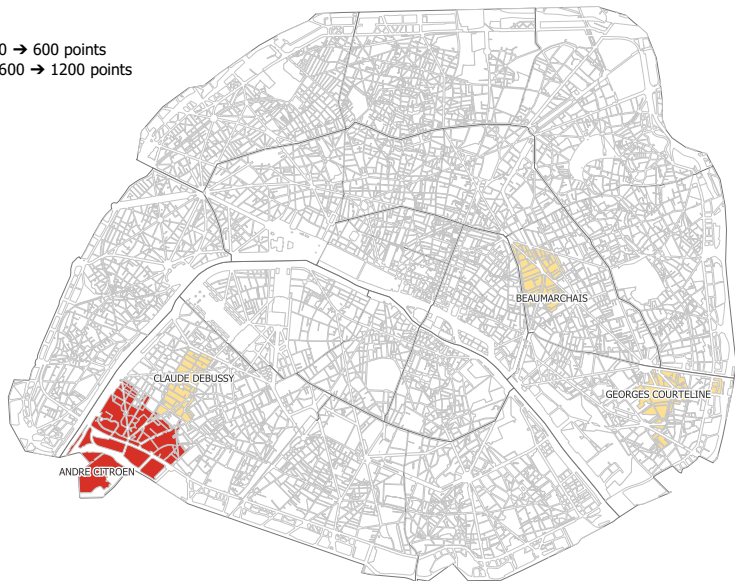 0 → 600 points
600 → 1200 points
BEAUMARCHAIS
CLAUDE DEBUSSY
GEORGES COURTELINE
ANDRE CITROEN